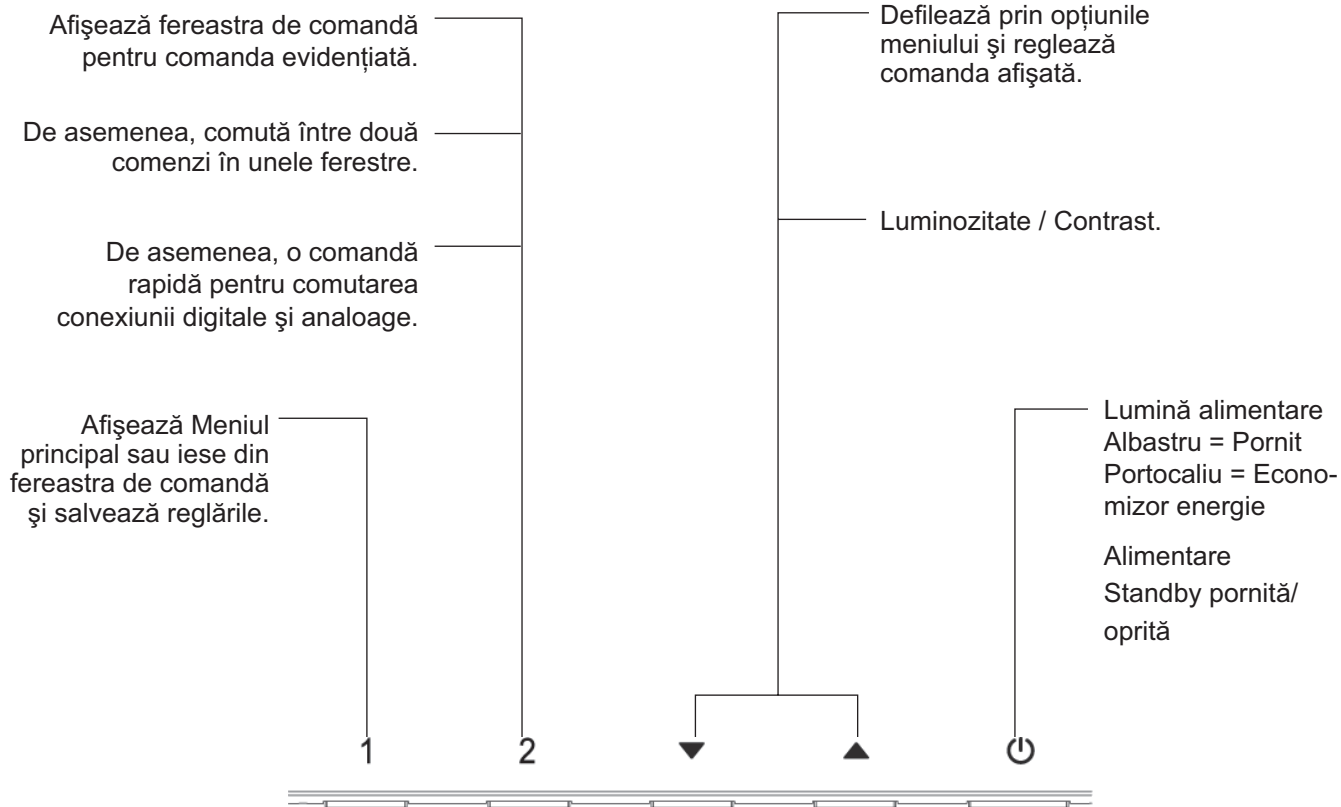 Afişează fereastra de comandă
pentru comanda evidențiată.
De asemenea, comută între două
comenzi în unele ferestre.
De asemenea, o comandă
rapidă pentru comutarea
conexiunii digitale şi analoage.
Afişează Meniul
principal sau iese din
fereastra de comandă
şi salvează reglările.
Defilează prin opțiunile
meniului şi reglează
comanda afişată.
Luminozitate / Contrast.
Lumină alimentare
Albastru = Pornit
Portocaliu = Econo-
mizor energie
Alimentare
Standby pornită/
oprită
1 2 ▼ ▲ ⏻